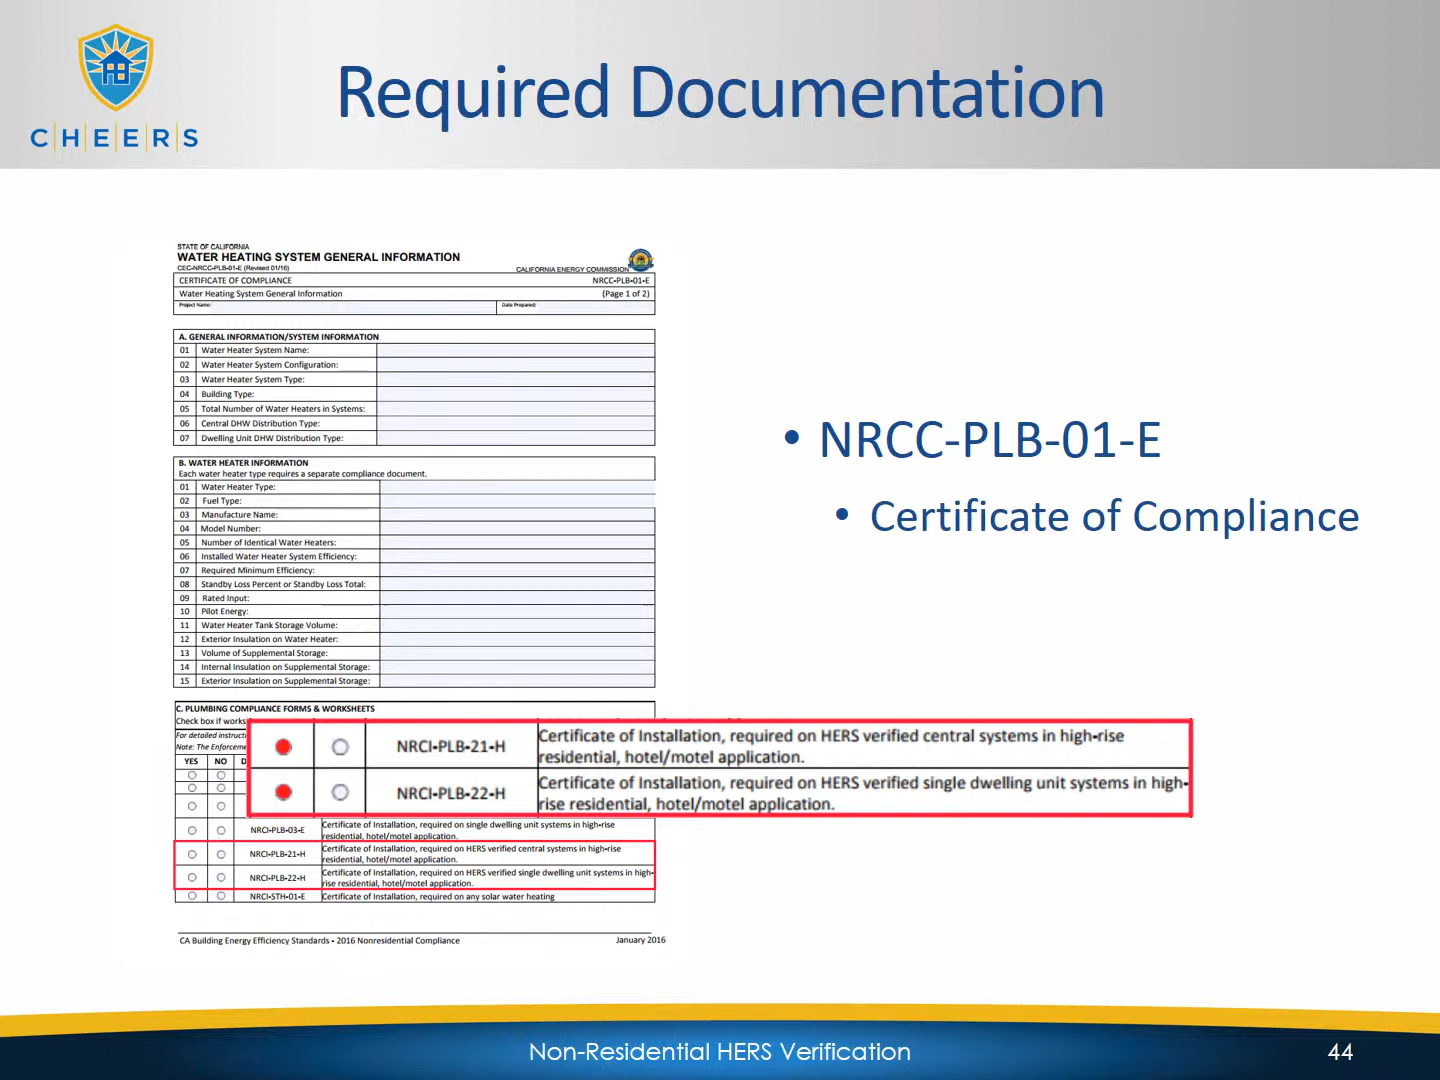 C|H|E|E|R|S
Required Documentation
STATE OF CALIFORNIA
WATER HEATING SYSTEM GENERAL INFORMATION
CEC-NRCC-PLB-01-E (Revised 01/16)
CALIFORNIA ENERGY COMMISSION
CERTIFICATE OF COMPLIANCE NRCC-PLB-01-E
Water Heating System General Information (Page 1 of 2)
Project Name: Date Prepared:
A. GENERAL INFORMATION/SYSTEM INFORMATION
01 Water Heater System Name:
02 Water Heater System Configuration:
03 Water Heater System Type:
04 Building Type:
05 Total Number of Water Heaters in Systems:
06 Central DHW Distribution Type:
07 Dwelling Unit DHW Distribution Type:
B. WATER HEATER INFORMATION
Each water heater type requires a separate compliance document.
01 Water Heater Type:
02 Fuel Type:
03 Manufacture Name:
04 Model Number:
05 Number of Identical Water Heaters:
06 Installed Water Heater System Efficiency:
07 Required Minimum Efficiency:
08 Standby Loss Percent or Standby Loss Total:
09 Rated Input:
10 Pilot Energy:
11 Water Heater Tank Storage Volume:
12 Exterior Insulation on Water Heater:
13 Volume of Supplemental Storage:
14 Internal Insulation on Supplemental Storage:
15 Exterior Insulation on Supplemental Storage:
C. PLUMBING COMPLIANCE FORMS & WORKSHEETS
Check box if works
For detailed instruct
Note: The Enforceme
YES NO D
NRCI-PLB-21-H Certificate of Installation, required on HERS verified central systems in high-rise
residential, hotel/motel application.
NRCI-PLB-22-H Certificate of Installation, required on HERS verified single dwelling unit systems in high-
rise residential, hotel/motel application.
NRCI-PLB-03-E Certificate of Installation, required on single dwelling unit systems in high-rise
residential, hotel/motel application.
NRCI-PLB-21-H Certificate of Installation, required on HERS verified central systems in high-rise
residential, hotel/motel application.
NRCI-PLB-22-H Certificate of Installation, required on HERS verified single dwelling unit systems in high-
rise residential, hotel/motel application.
NRCI-STH-01-E Certificate of Installation, required on any solar water heating
CA Building Energy Efficiency Standards - 2016 Nonresidential Compliance January 2016
• NRCC-PLB-01-E
• Certificate of Compliance
Non-Residential HERS Verification 44